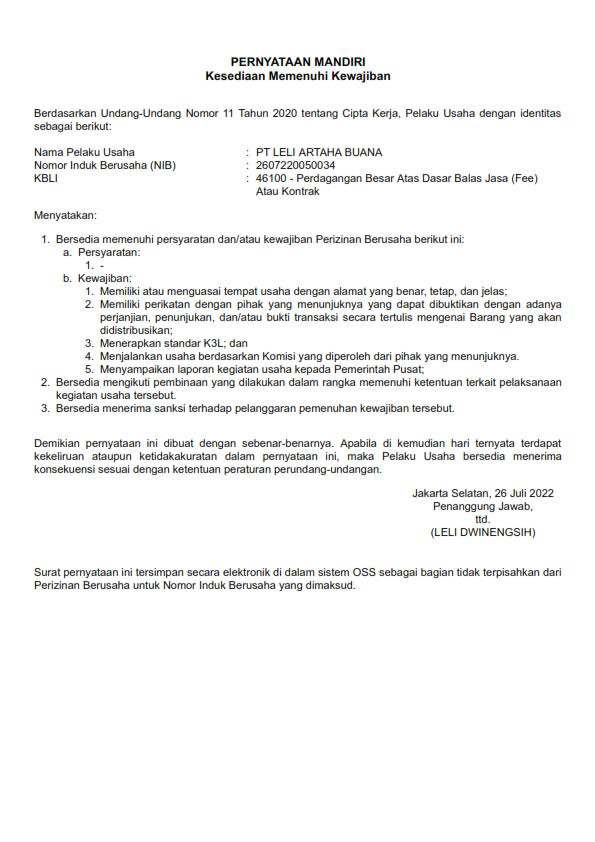 PERNYATAAN MANDIRI
Kesediaan Memenuhi Kewajiban
Berdasarkan Undang-Undang Nomor 11 Tahun 2020 tentang Cipta Kerja, Pelaku Usaha dengan identitas
sebagai berikut:
Nama Pelaku Usaha : PT LELI ARTAHA BUANA
Nomor Induk Berusaha (NIB) : 2607220050034
KBLI : 46100 - Perdagangan Besar Atas Dasar Balas Jasa (Fee)
Atau Kontrak
Menyatakan:
1. Bersedia memenuhi persyaratan dan/atau kewajiban Perizinan Berusaha berikut ini:
a. Persyaratan:
1. -
b. Kewajiban:
1. Memiliki atau menguasai tempat usaha dengan alamat yang benar, tetap, dan jelas;
2. Memiliki perikatan dengan pihak yang menunjuknya yang dapat dibuktikan dengan adanya
perjanjian, penunjukan, dan/atau bukti transaksi secara tertulis mengenai Barang yang akan
didistribusikan;
3. Menerapkan standar K3L; dan
4. Menjalankan usaha berdasarkan Komisi yang diperoleh dari pihak yang menunjuknya.
5. Menyampaikan laporan kegiatan usaha kepada Pemerintah Pusat;
2. Bersedia mengikuti pembinaan yang dilakukan dalam rangka memenuhi ketentuan terkait pelaksanaan
kegiatan usaha tersebut.
3. Bersedia menerima sanksi terhadap pelanggaran pemenuhan kewajiban tersebut.
Demikian pernyataan ini dibuat dengan sebenar-benarnya. Apabila di kemudian hari ternyata terdapat
kekeliruan ataupun ketidakakuratan dalam pernyataan ini, maka Pelaku Usaha bersedia menerima
konsekuensi sesuai dengan ketentuan peraturan perundang-undangan.
Jakarta Selatan, 26 Juli 2022
Penanggung Jawab,
ttd.
(LELI DWINENGSIH)
Surat pernyataan ini tersimpan secara elektronik di dalam sistem OSS sebagai bagian tidak terpisahkan dari
Perizinan Berusaha untuk Nomor Induk Berusaha yang dimaksud.